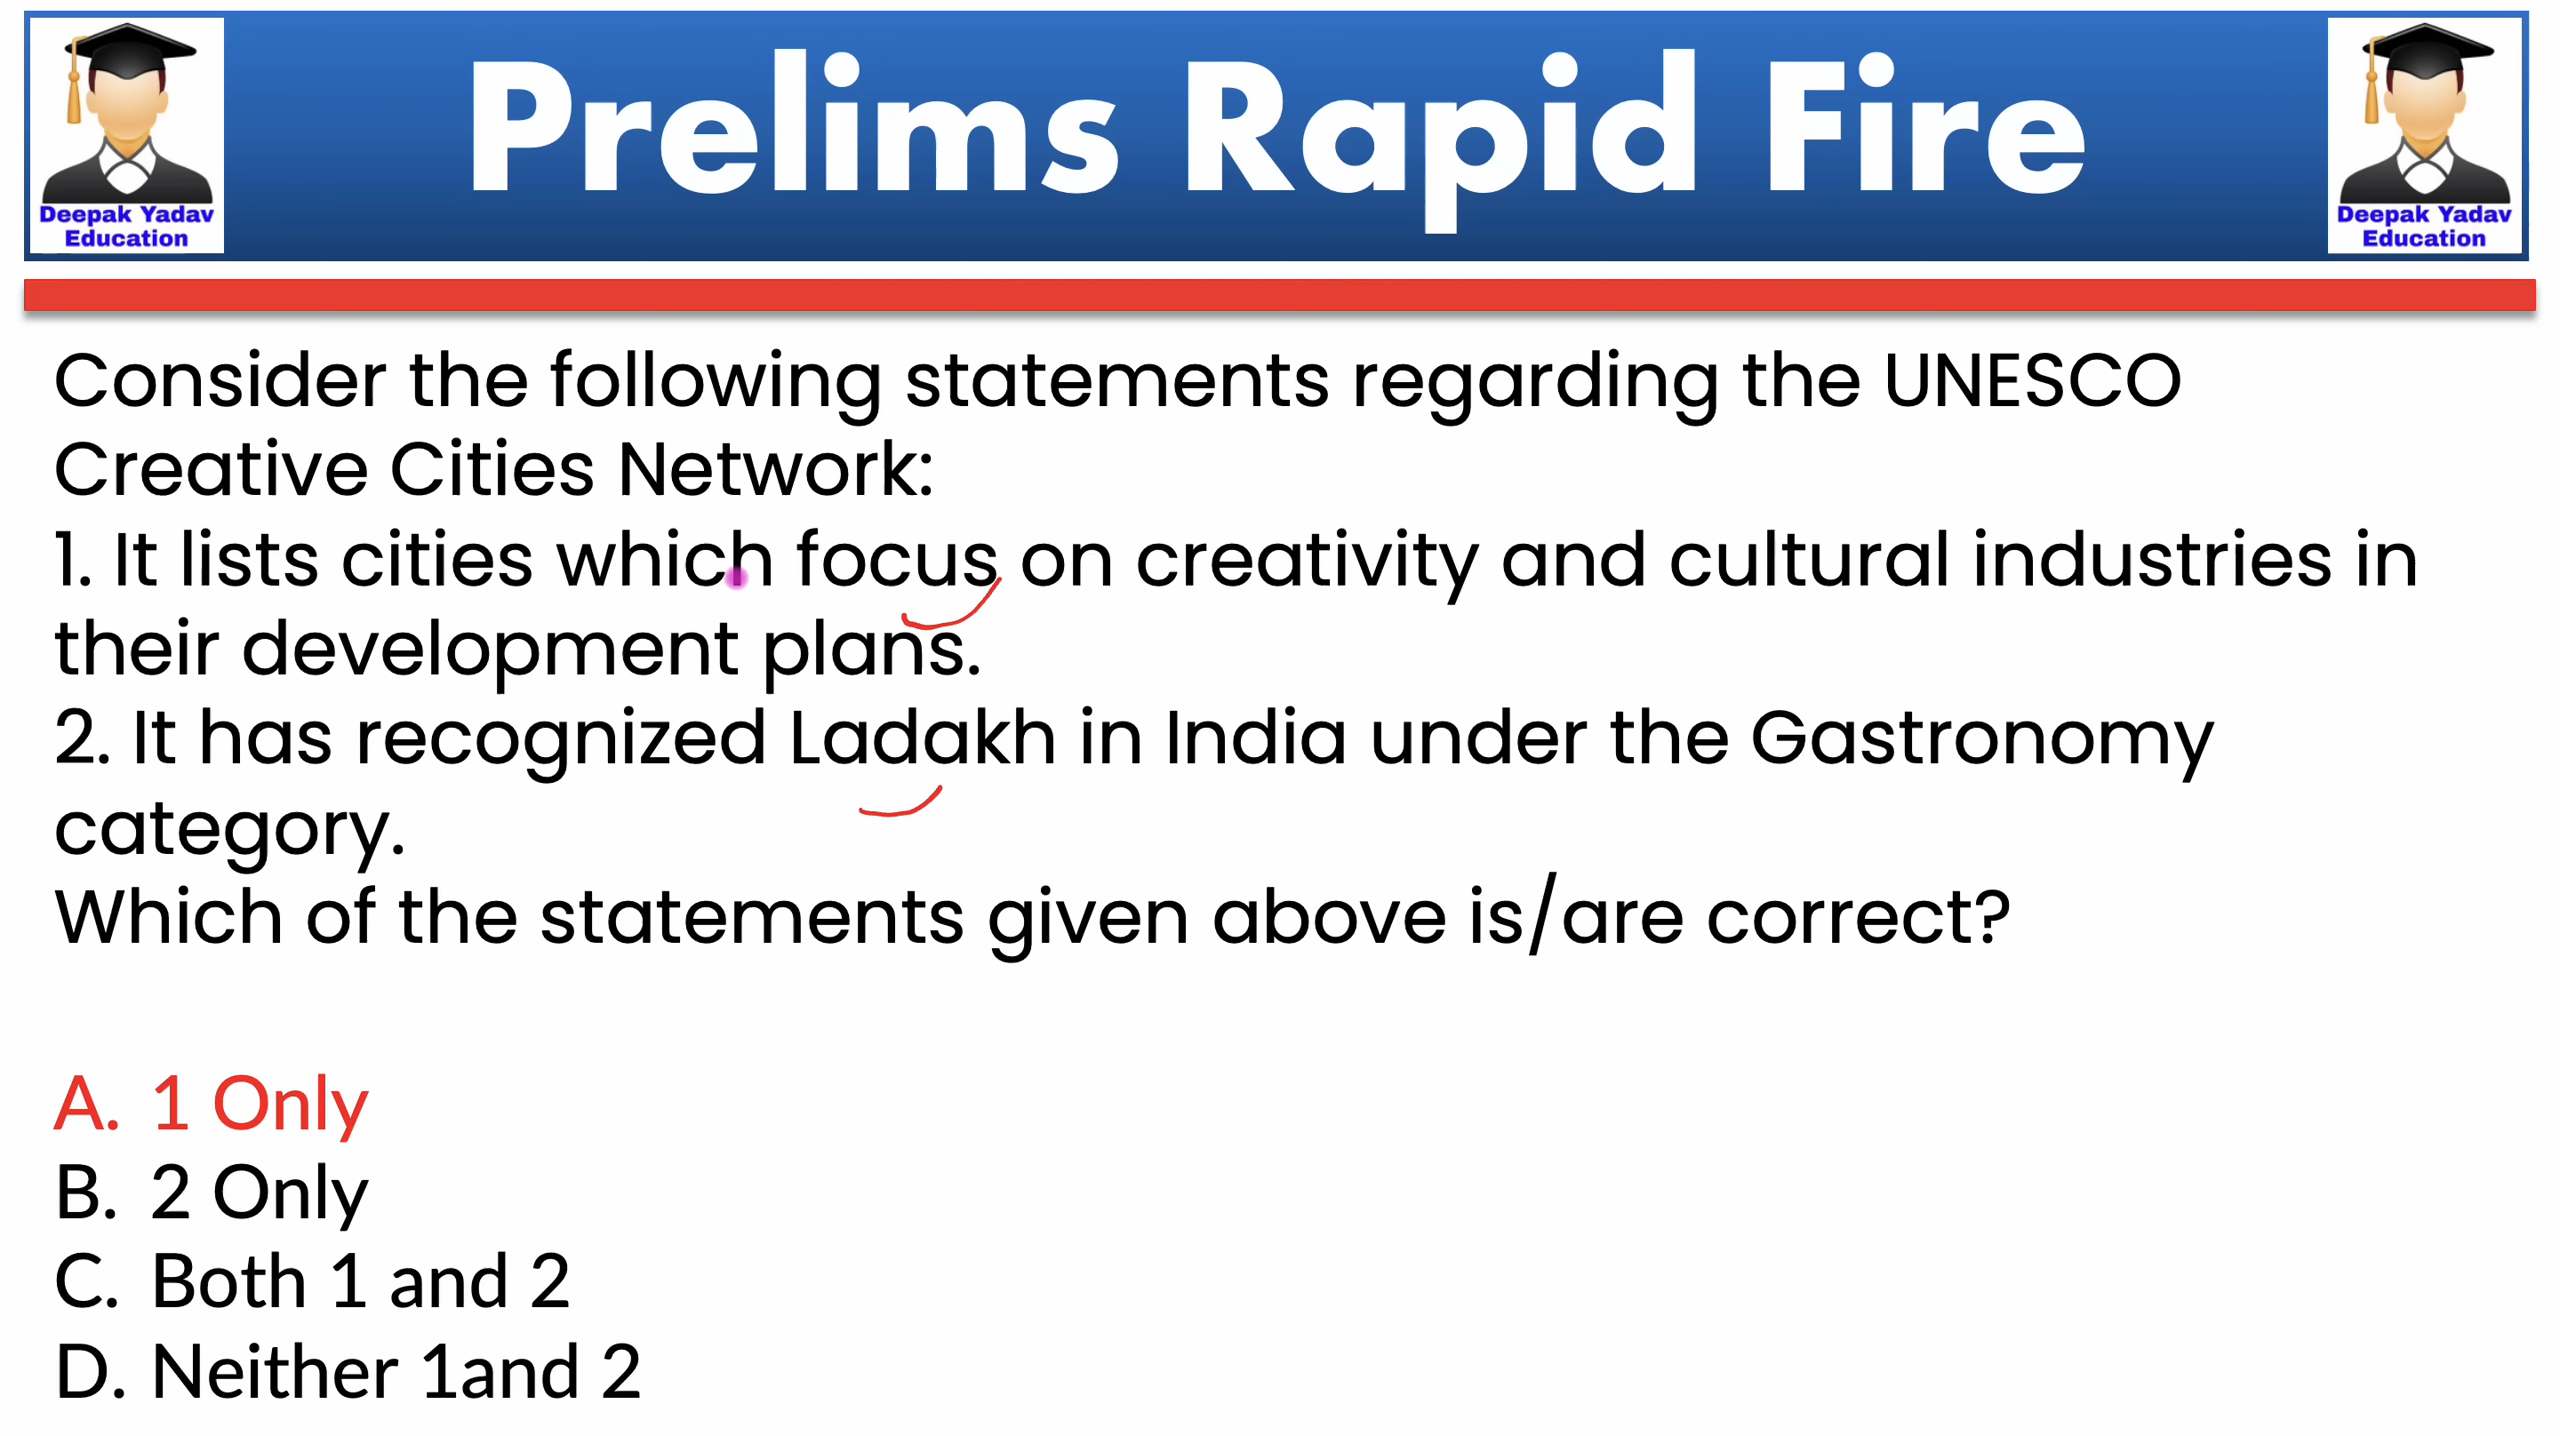 Prelims Rapid Fire
Deepak Yadav
Education
Deepak Yadav
Education
Consider the following statements regarding the UNESCO
Creative Cities Network:
1. It lists cities which focus on creativity and cultural industries in
their development plans.
2. It has recognized Ladakh in India under the Gastronomy
category.
Which of the statements given above is/are correct?
A. 1 Only
B. 2 Only
C. Both 1 and 2
D. Neither 1and 2